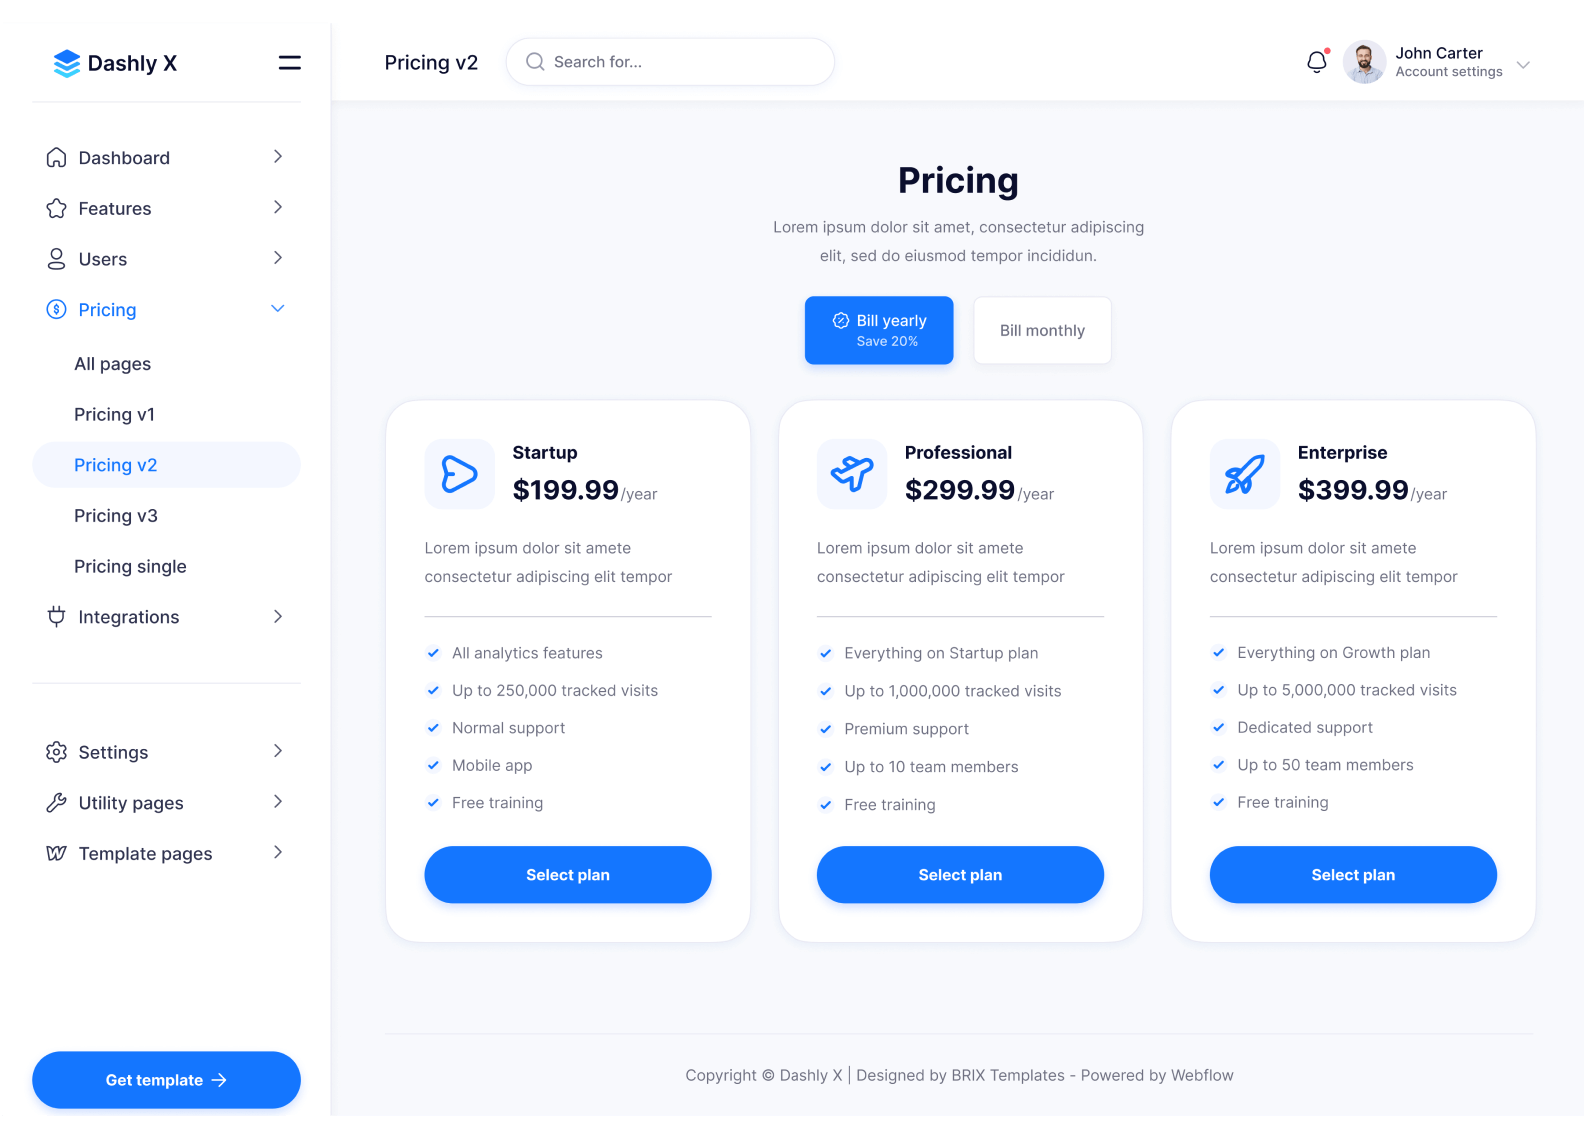 Dashly X
Dashboard
Features
Users
Pricing
All pages
Pricing v1
Pricing v2
Pricing v3
Pricing single
Integrations
Settings
Utility pages
Template pages
Get template
Pricing v2
Search for...
John Carter
Account settings
Pricing
Lorem ipsum dolor sit amet, consectetur adipiscing
elit, sed do eiusmod tempor incididun.
Bill yearly
Save 20%
Bill monthly
Startup
$199.99/year
Lorem ipsum dolor sit amete
consectetur adipiscing elit tempor
All analytics features
Up to 250,000 tracked visits
Normal support
Mobile app
Free training
Select plan
Professional
$299.99/year
Lorem ipsum dolor sit amete
consectetur adipiscing elit tempor
Everything on Startup plan
Up to 1,000,000 tracked visits
Premium support
Up to 10 team members
Free training
Select plan
Enterprise
$399.99/year
Lorem ipsum dolor sit amete
consectetur adipiscing elit tempor
Everything on Growth plan
Up to 5,000,000 tracked visits
Dedicated support
Up to 50 team members
Free training
Select plan
Copyright © Dashly X | Designed by BRIX Templates - Powered by Webflow